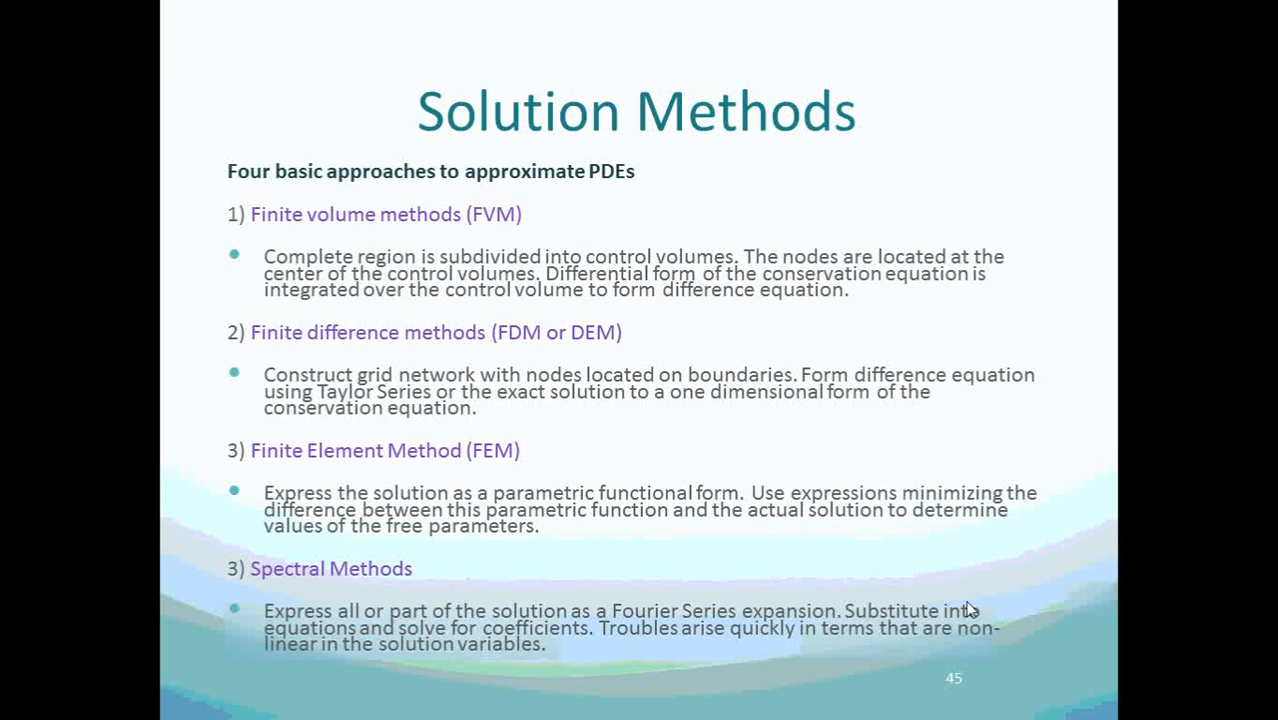 Solution Methods
Four basic approaches to approximate PDEs
1) Finite volume methods (FVM)
Complete region is subdivided into control volumes. The nodes are located at the
center of the control volumes. Differential form of the conservation equation is
integrated over the control volume to form difference equation.
2) Finite difference methods (FDM or DEM)
Construct grid network with nodes located on boundaries. Form difference equation
using Taylor Series or the exact solution to a one dimensional form of the
conservation equation.
3) Finite Element Method (FEM)
Express the solution as a parametric functional form. Use expressions minimizing the
difference between this parametric function and the actual solution to determine
values of the free parameters.
3) Spectral Methods
Express all or part of the solution as a Fourier Series expansion. Substitute into
equations and solve for coefficients. Troubles arise quickly in terms that are non-
linear in the solution variables.
45